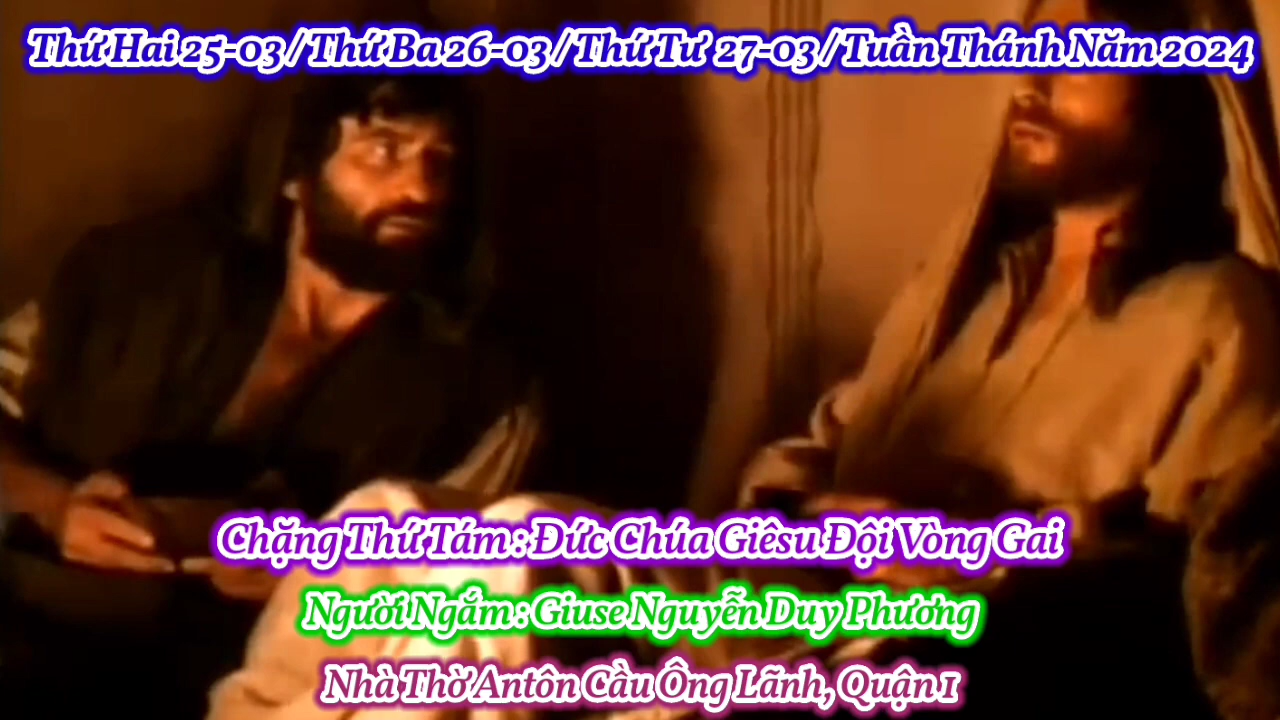 Thứ Hai 25-03 / Thứ Ba 26-03 / Thứ Tư 27-03 / Tuần Thánh Năm 2024
Chặng Thứ Tám : Đức Chúa Giêsu Đội Vòng Gai
Người Ngắm : Giuse Nguyễn Duy Phương
Nhà Thờ Antôn Cầu Ông Lãnh, Quận 1